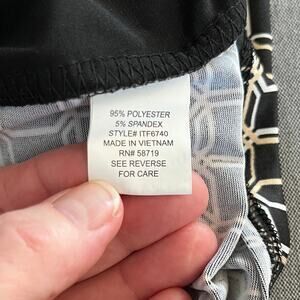 95% POLYESTER
5% SPANDEX
STYLE# ITF6740
MADE IN VIETNAM
RN# 58719
SEE REVERSE
FOR CARE